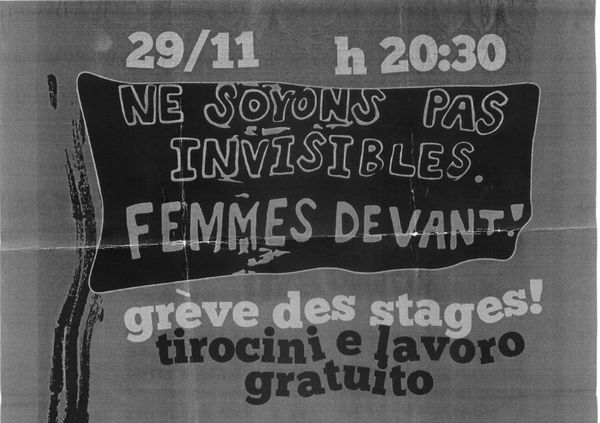 29/11 h 20:30
NE SOYONS PAS
INVISIBLES.
FEMMES DEVANT!
grève des stages!
tirocini e lavoro
gratuito